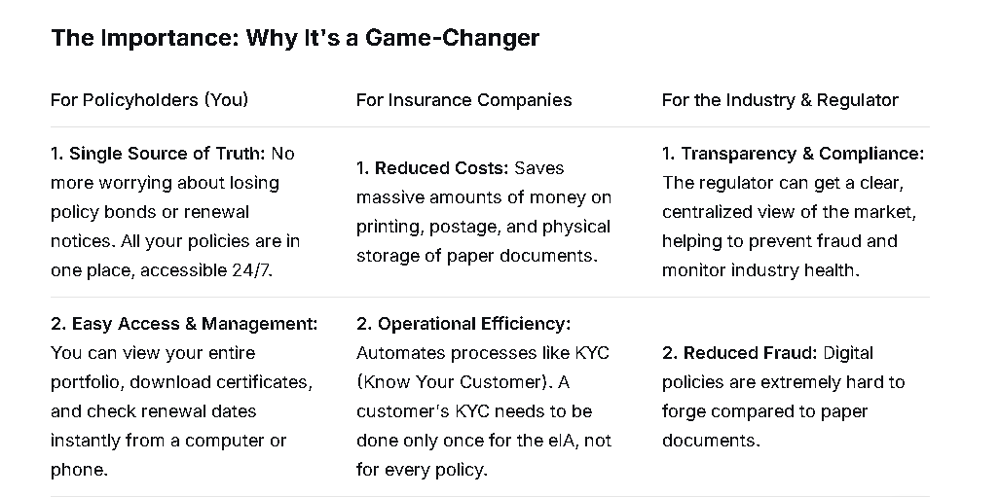 The Importance: Why It's a Game-Changer
For Policyholders (You)
For Insurance Companies
For the Industry & Regulator
1. Single Source of Truth: No
more worrying about losing
policy bonds or renewal
notices. All your policies are in
one place, accessible 24/7.
1. Reduced Costs: Saves
massive amounts of money on
printing, postage, and physical
storage of paper documents.
1. Transparency & Compliance:
The regulator can get a clear,
centralized view of the market,
helping to prevent fraud and
monitor industry health.
2. Easy Access & Management:
You can view your entire
portfolio, download certificates,
and check renewal dates
instantly from a computer or
phone.
2. Operational Efficiency:
Automates processes like KYC
(Know Your Customer). A
customer's KYC needs to be
done only once for the eIA, not
for every policy.
2. Reduced Fraud: Digital
policies are extremely hard to
forge compared to paper
documents.